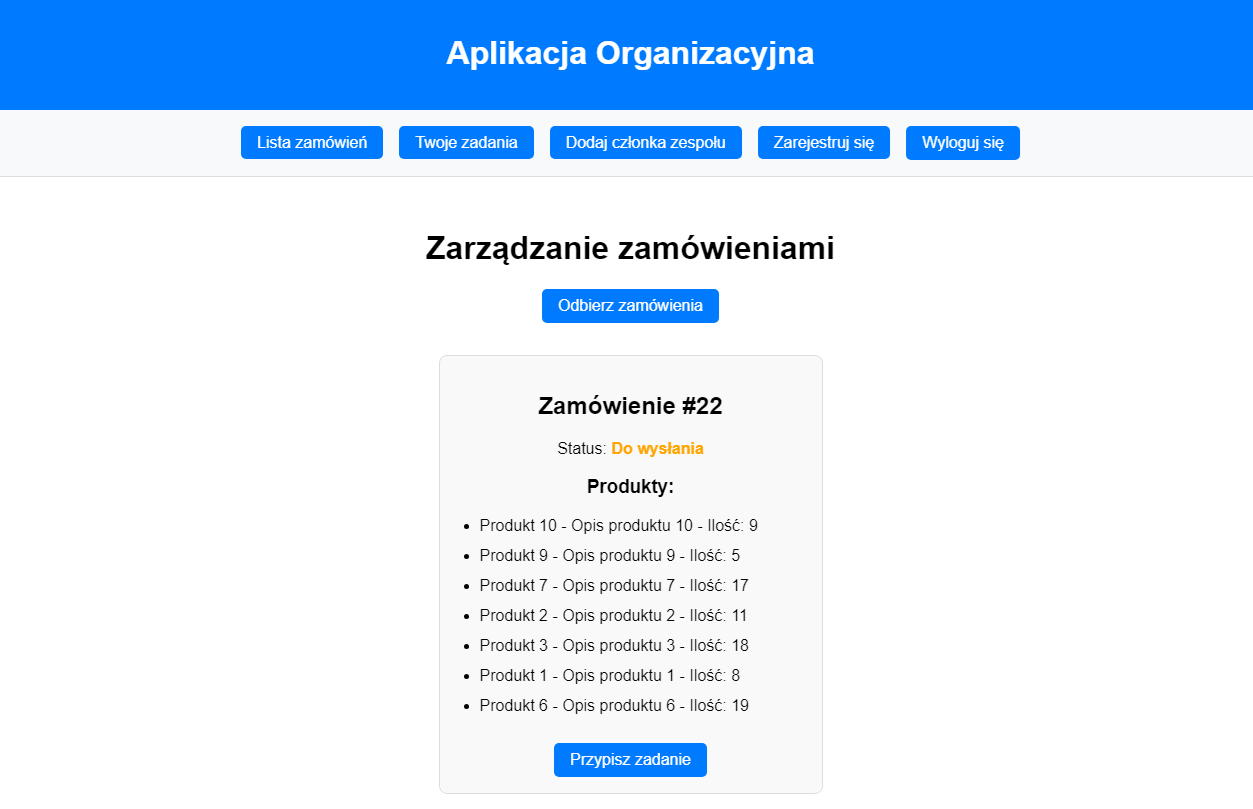 Aplikacja Organizacyjna
Lista zamówień Twoje zadania Dodaj członka zespołu Zarejestruj się Wyloguj się
Zarządzanie zamówieniami
Odbierz zamówienia
Zamówienie #22
Status: Do wysłania
Produkty:
Produkt 10 - Opis produktu 10 - Ilość: 9
Produkt 9 - Opis produktu 9 - Ilość: 5
Produkt 7 - Opis produktu 7 - Ilość: 17
Produkt 2 - Opis produktu 2 - Ilość: 11
Produkt 3 - Opis produktu 3 - Ilość: 18
Produkt 1 - Opis produktu 1 - Ilość: 8
Produkt 6 - Opis produktu 6 - Ilość: 19
Przypisz zadanie